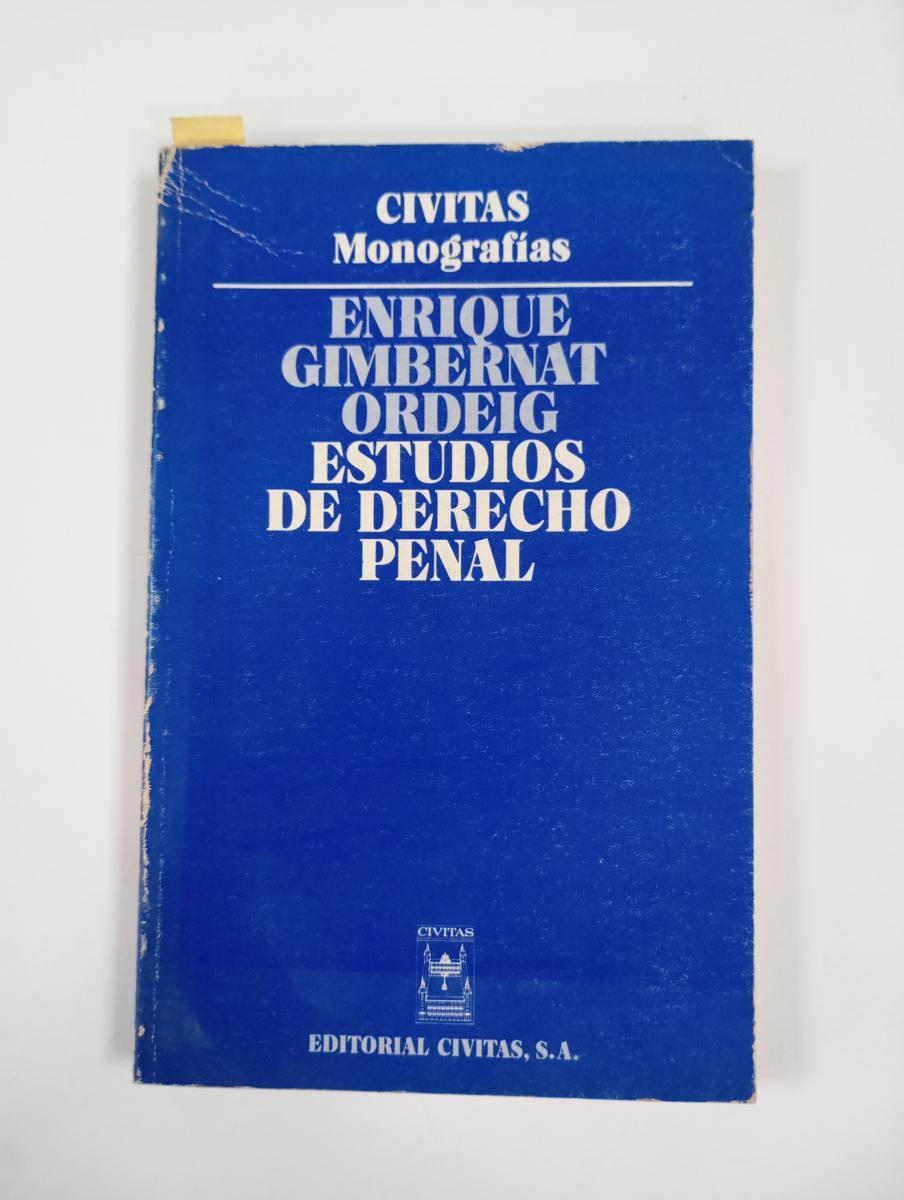 CIVITAS
Monografías
ENRIQUE
GIMBERNAT
ORDEIG
ESTUDIOS
DE DERECHO
PENAL
CIVITAS
EDITORIAL CIVITAS, S.A.